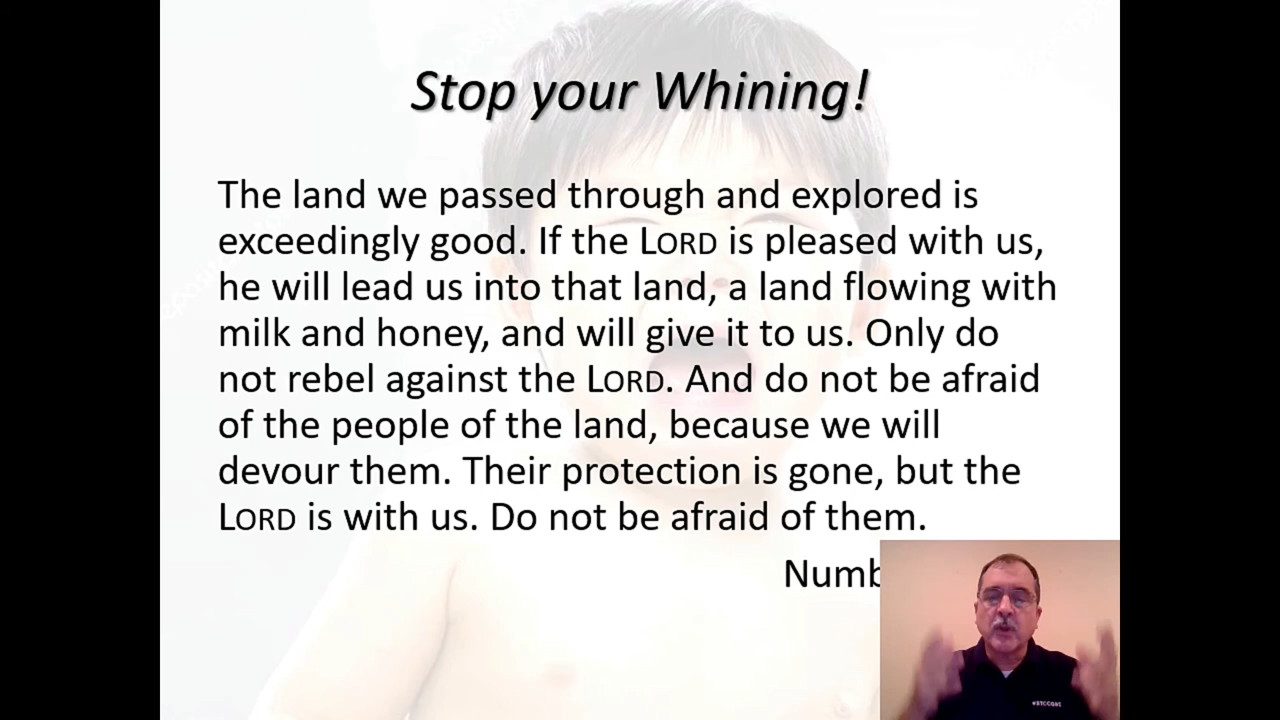 Stop your Whining!
The land we passed through and explored is
exceedingly good. If the LORD is pleased with us,
he will lead us into that land, a land flowing with
milk and honey, and will give it to us. Only do
not rebel against the LORD. And do not be afraid
of the people of the land, because we will
devour them. Their protection is gone, but the
LORD is with us. Do not be afraid of them.